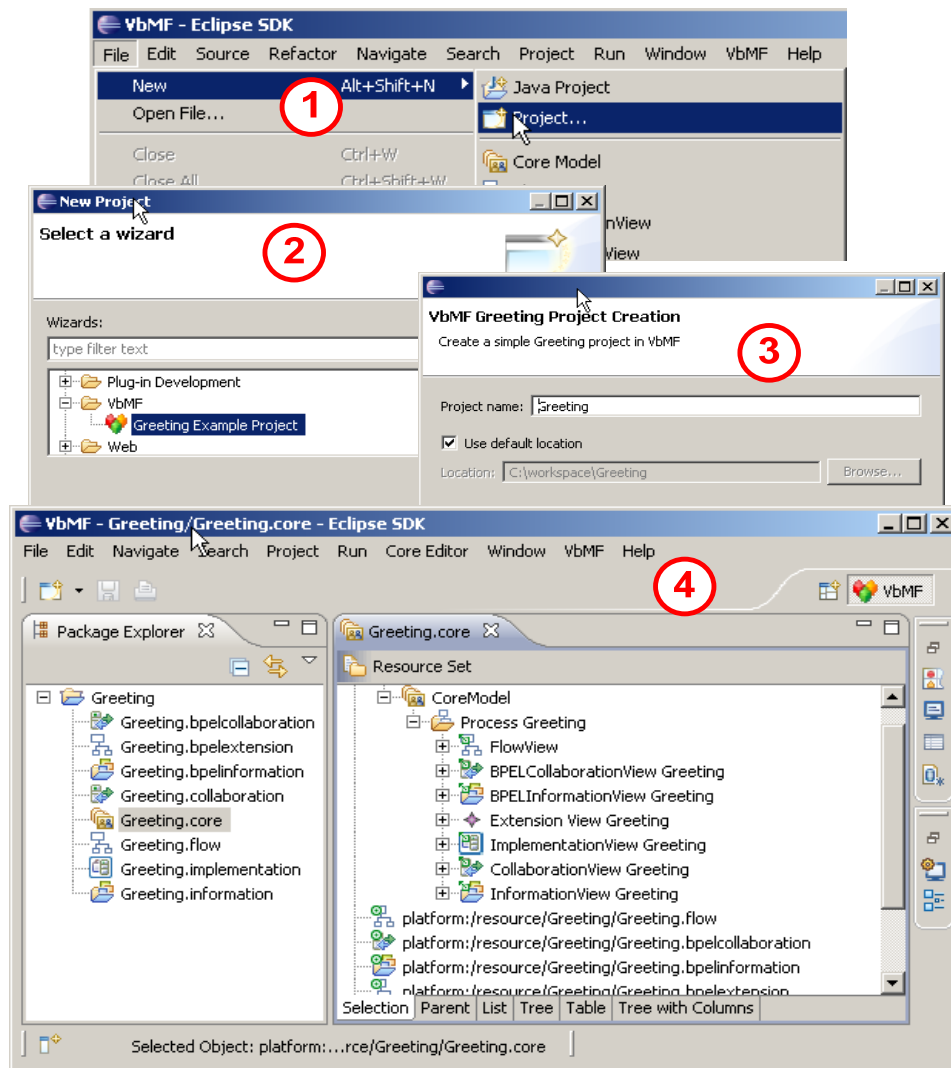 VbMF - Eclipse SDK
File Edit Source Refactor Navigate Search Project Run Window VbMF Help
New Alt+Shift+N
Open File...
Close Ctrl+W
Close All Ctrl+Shift+W
Java Project
Project...
Core Model
nView
View
1
New Project
Select a wizard
2
Wizards:
type filter text
Plug-in Development
VbMF
Greeting Example Project
Web
VbMF Greeting Project Creation
Create a simple Greeting project in VbMF
3
Project name: Greeting
Use default location
Location: C:\workspace\Greeting Browse...
VbMF - Greeting/Greeting.core - Eclipse SDK
File Edit Navigate Search Project Run Core Editor Window VbMF Help
4
VbMF
Package Explorer
Greeting
Greeting.bpelcollaboration
Greeting.bpelextension
Greeting.bpelinformation
Greeting.collaboration
Greeting.core
Greeting.flow
Greeting.implementation
Greeting.information
Greeting.core
Resource Set
CoreModel
Process Greeting
FlowView
BPELCollaborationView Greeting
BPELInformationView Greeting
Extension View Greeting
ImplementationView Greeting
CollaborationView Greeting
InformationView Greeting
platform:/resource/Greeting/Greeting.flow
platform:/resource/Greeting/Greeting.bpelcollaboration
platform:/resource/Greeting/Greeting.bpelinformation
platform:/resource/Greeting/Greeting.bpelextension
Selection Parent List Tree Table Tree with Columns
Selected Object: platform:...rce/Greeting/Greeting.core